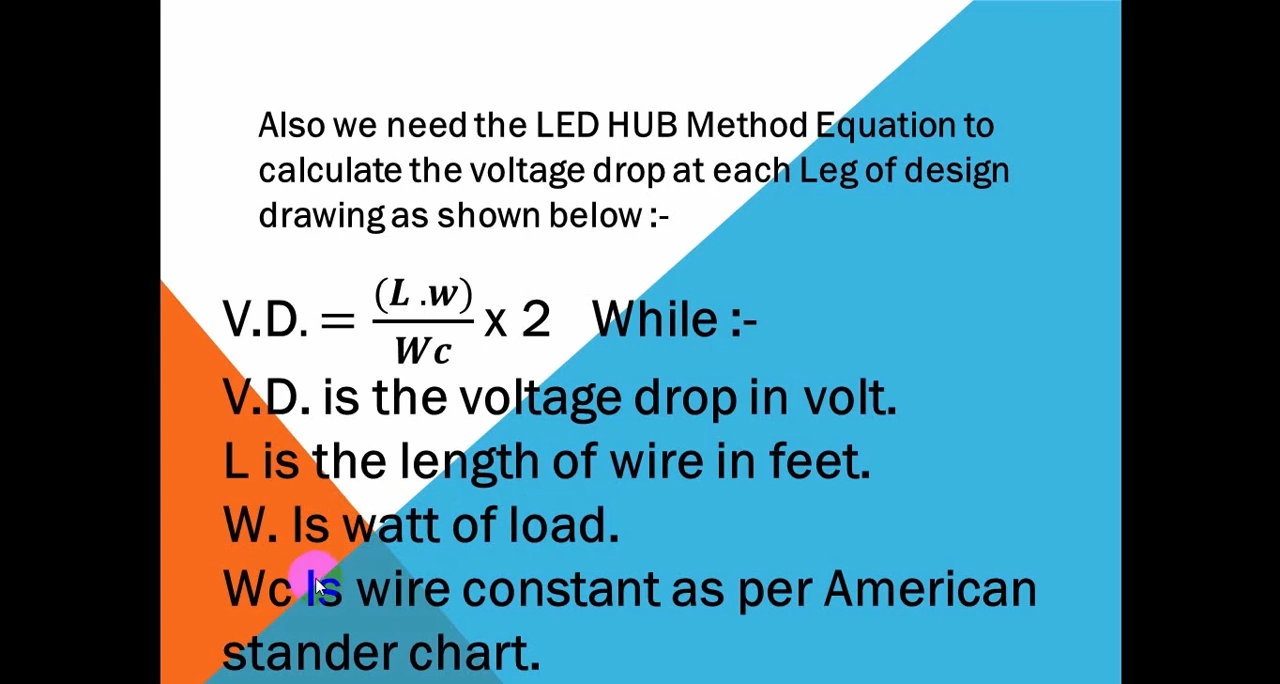 Also we need the LED HUB Method Equation to
calculate the voltage drop at each Leg of design
drawing as shown below :-
V.D. = (L .w) / Wc x 2 While :-
V.D. is the voltage drop in volt.
L is the length of wire in feet.
W. Is watt of load.
Wc Is wire constant as per American
stander chart.